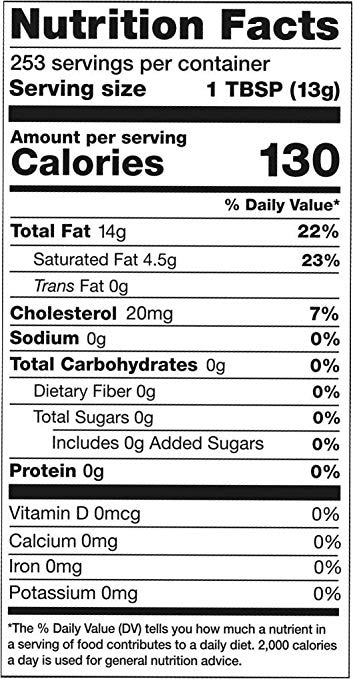 Nutrition Facts
253 servings per container
Serving size 1 TBSP (13g)
Amount per serving
Calories 130
% Daily Value*
Total Fat 14g 22%
Saturated Fat 4.5g 23%
Trans Fat 0g
Cholesterol 20mg 7%
Sodium 0g 0%
Total Carbohydrates 0g 0%
Dietary Fiber 0g 0%
Total Sugars 0g 0%
Includes 0g Added Sugars 0%
Protein 0g 0%
Vitamin D 0mcg 0%
Calcium 0mg 0%
Iron 0mg 0%
Potassium 0mg 0%
*The % Daily Value (DV) tells you how much a nutrient in
a serving of food contributes to a daily diet. 2,000 calories
a day is used for general nutrition advice.